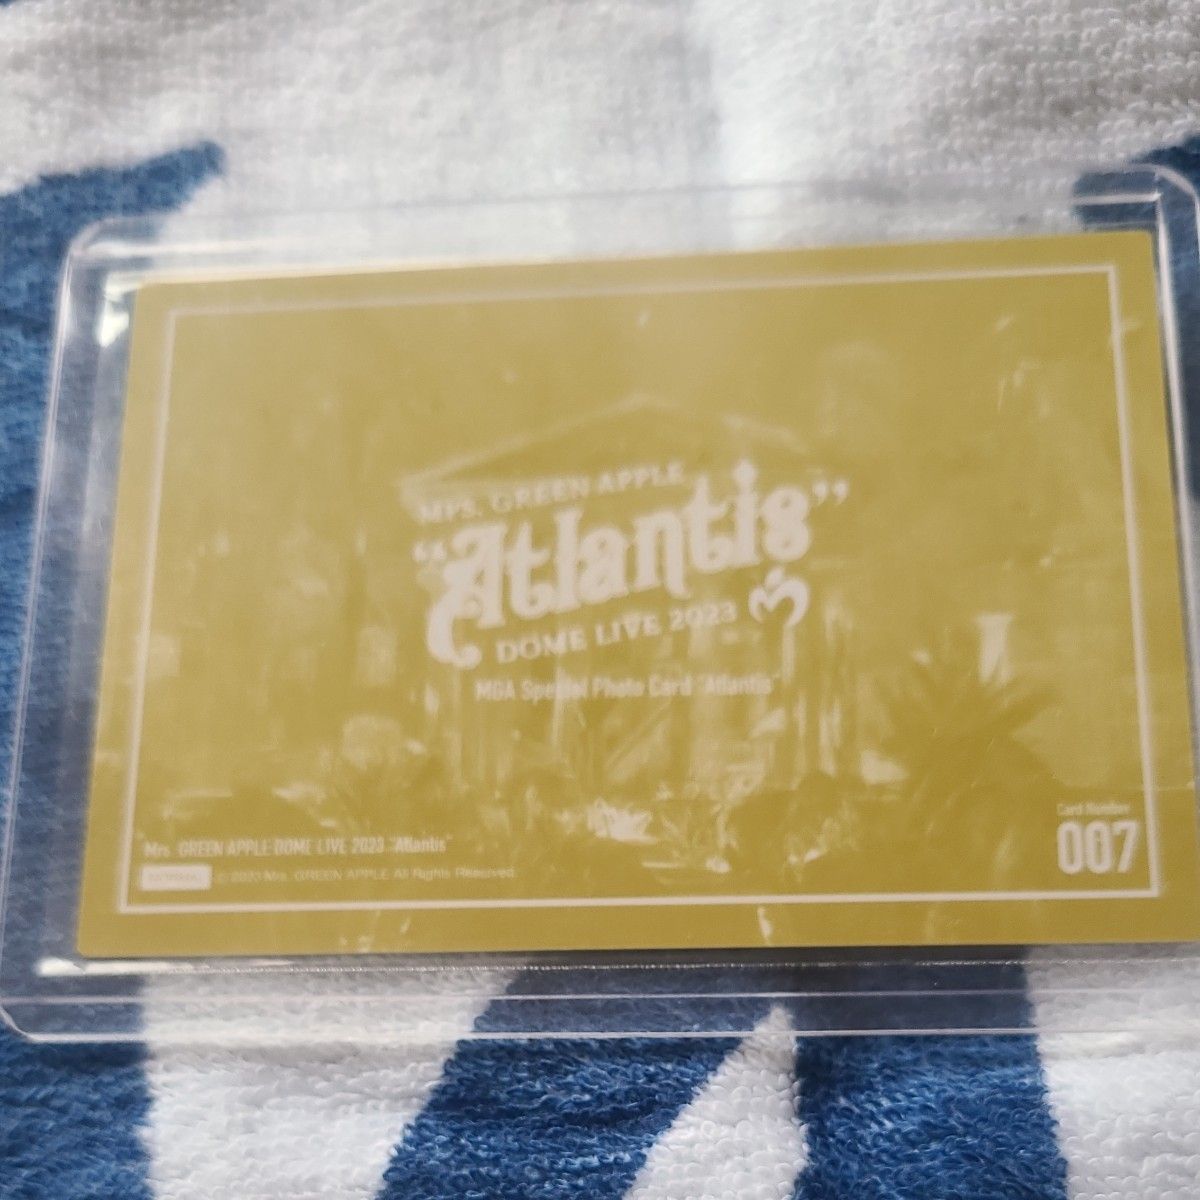 MRS. GREEN APPLE
“Atlantis”
DOME LIVE 2023
MGA Special Photo Card "Atlantis"
Card Number
007
Mrs. GREEN APPLE DOME LIVE 2023 "Atlantis"
© 2023 Mrs. GREEN APPLE All Rights Reserved.